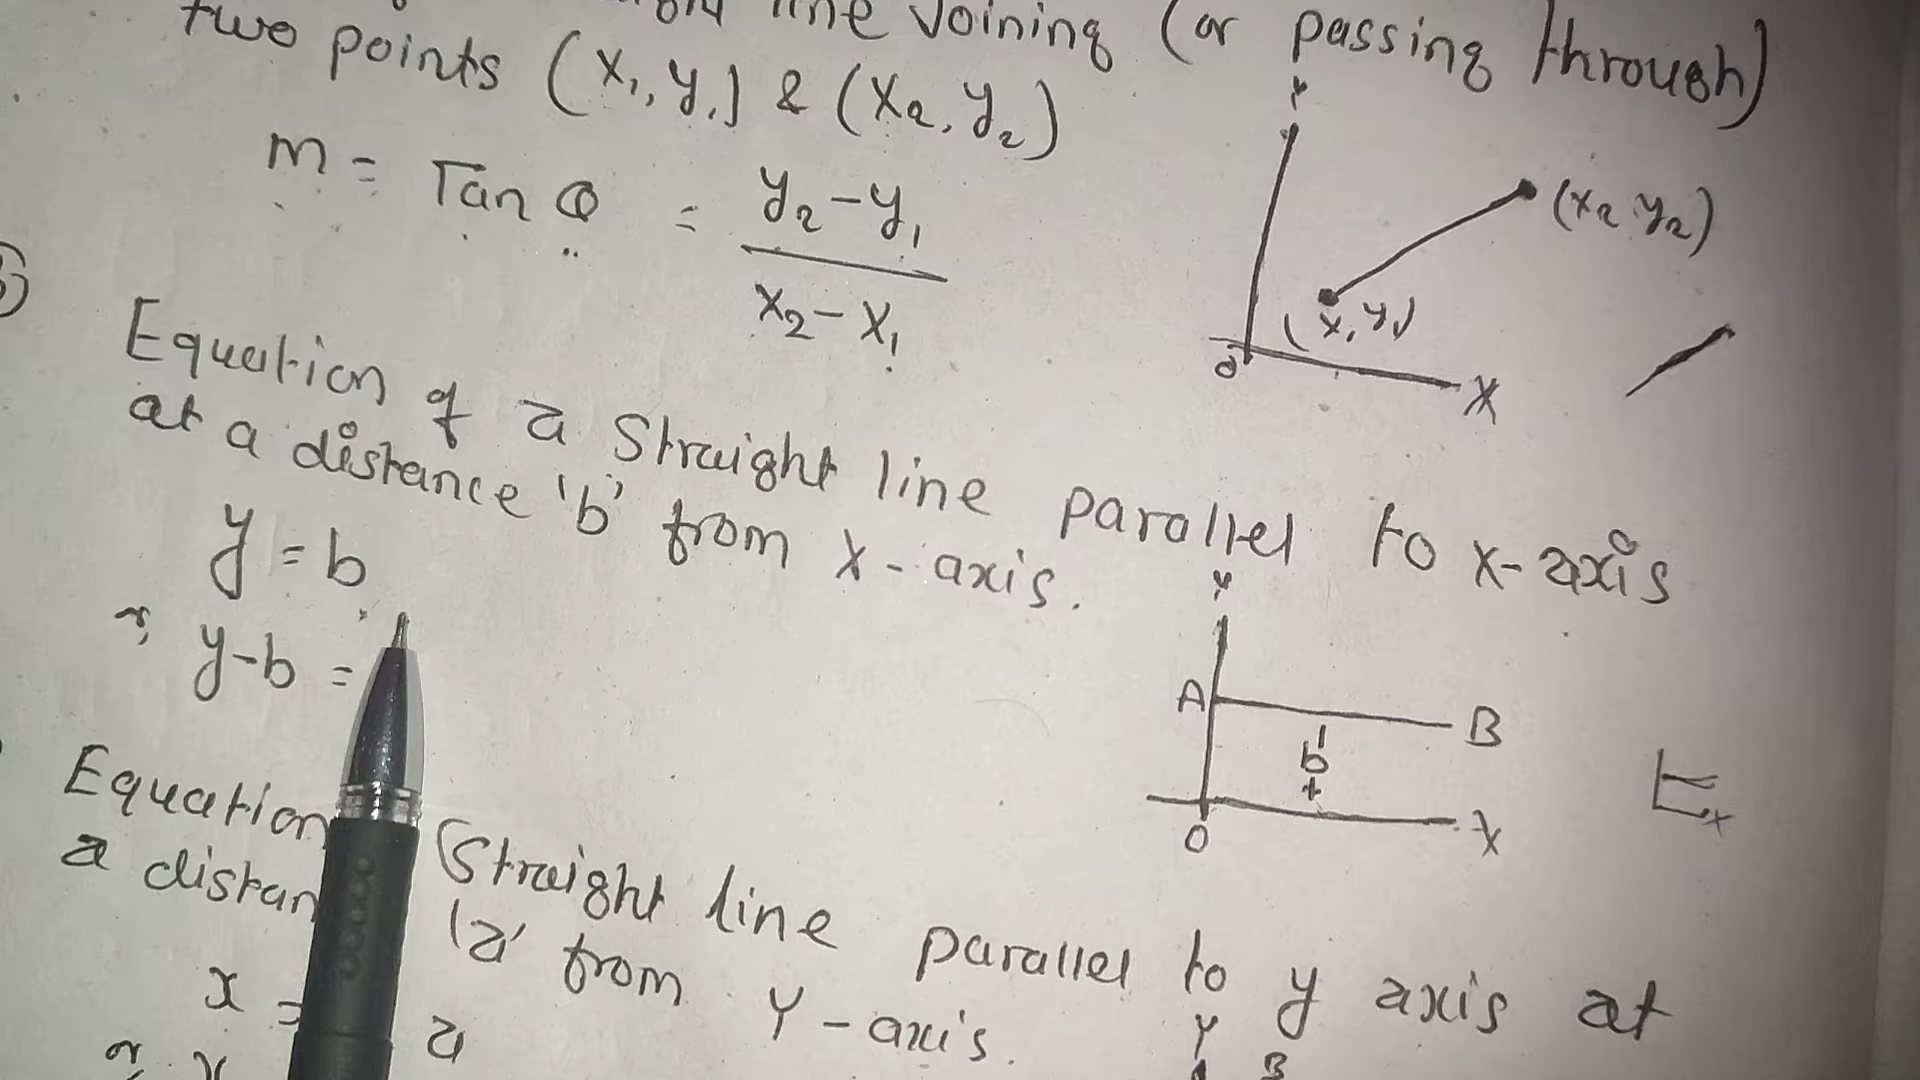 line Joining (or passing through)
two points (x₁, y₁) & (x₂, y₂)
m = Tan θ = y₂-y₁ / x₂-x₁
Y
(x₂ y₂)
(x, y₁)
O
X
Equation of a Straight line parallel to x-axis
at a distance 'b' from x-axis.
y = b
or, y-b =
Y
A
B
b
O
X
x
Equation Straight line parallel to y axis at
a distan 'a' from Y-axis.
x = a
or x
Y
B